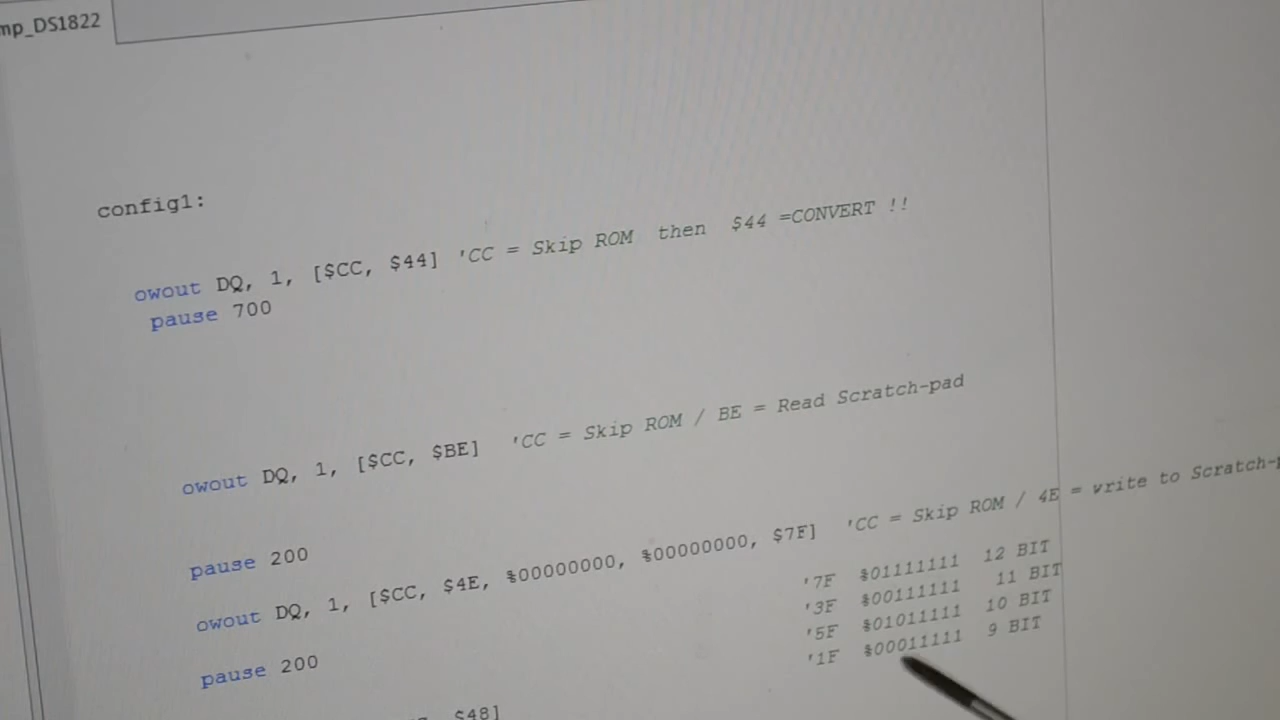 mp_DS1822
config1:
owout DQ, 1, [$CC, $44] 'CC = Skip ROM then $44 =CONVERT !!
pause 700
owout DQ, 1, [$CC, $BE] 'CC = Skip ROM / BE = Read Scratch-pad
pause 200
owout DQ, 1, [$CC, $4E, %00000000, %00000000, $7F] 'CC = Skip ROM / 4E = write to Scratch-p
'7F %01111111 12 BIT
'3F %00111111 11 BIT
'5F %01011111 10 BIT
'1F %00011111 9 BIT
pause 200
$48]